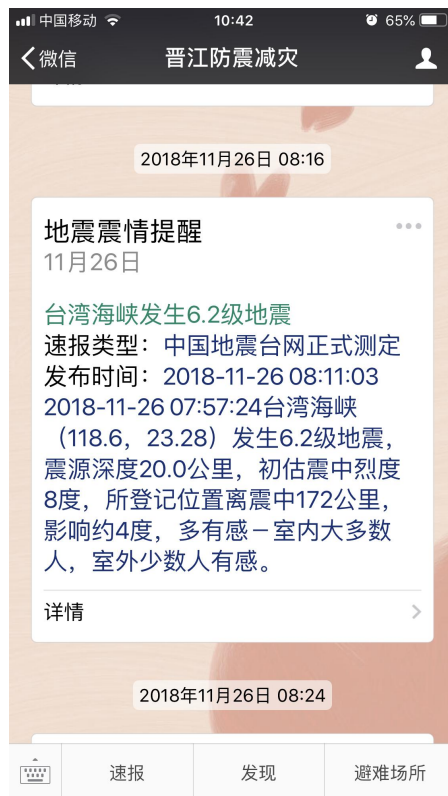 中国移动 10:42 65%
微信 晋江防震减灾
2018年11月26日 08:16
地震震情提醒
11月26日
台湾海峡发生6.2级地震
速报类型：中国地震台网正式测定
发布时间：2018-11-26 08:11:03
2018-11-26 07:57:24台湾海峡
（118.6，23.28）发生6.2级地震，
震源深度20.0公里，初估震中烈度
8度，所登记位置离震中172公里，
影响约4度，多有感－室内大多数
人，室外少数人有感。
详情
2018年11月26日 08:24
速报 发现 避难场所